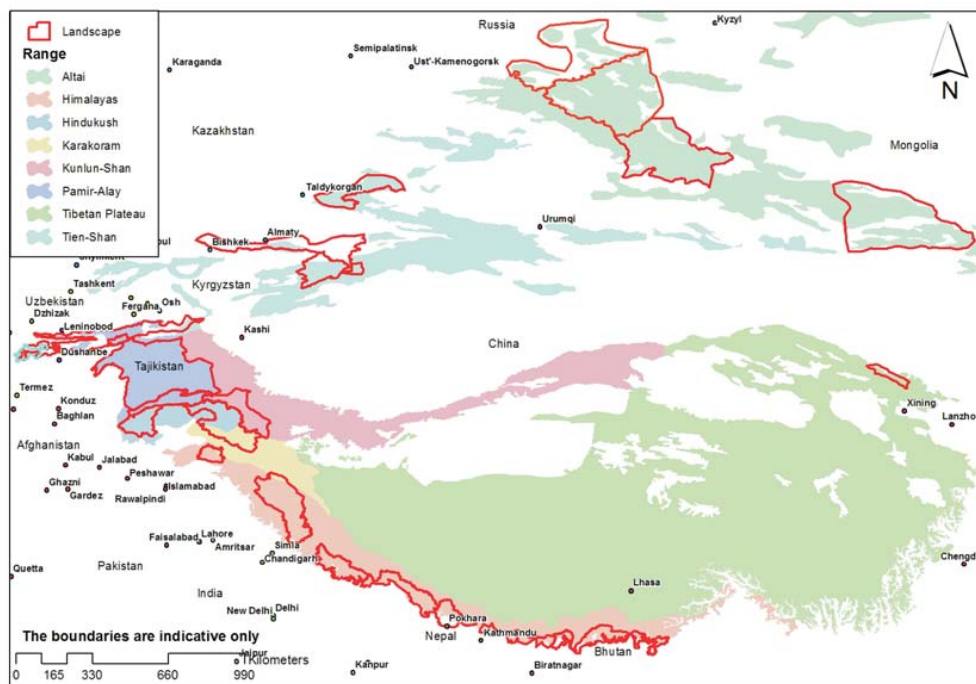 Landscape
Range
Altai
Himalayas
Hindukush
Karakoram
Kunlun-Shan
Pamir-Alay
Tibetan Plateau
Tien-Shan
Russia
Kyzyl
Semipalatinsk
Ust'-Kamenogorsk
Karaganda
N
Kazakhstan
Mongolia
Taldykorgan
Urumqi
Almaty
Bishkek
Tashkent
Kyrgyzstan
Uzbekistan
Fergana
Osh
Dzhizak
Leninobod
Kashi
China
Dushanbe
Tajikistan
Termez
Konduz
Baghlan
Xining
Lanzho
Afghanistan
Kabul
Jalabad
Peshawar
Ghazni
Gardez
Islamabad
Rawalpindi
Faisalabad
Lahore
Amritsar
Simla
Chandigarh
Quetta
Pakistan
Lhasa
Chengd
India
New Delhi
Delhi
Pokhara
Nepal
Kathmandu
Bhutan
The boundaries are indicative only
Jaipur
Kilometers
0 165 330 660 990
Kanpur
Biratnagar